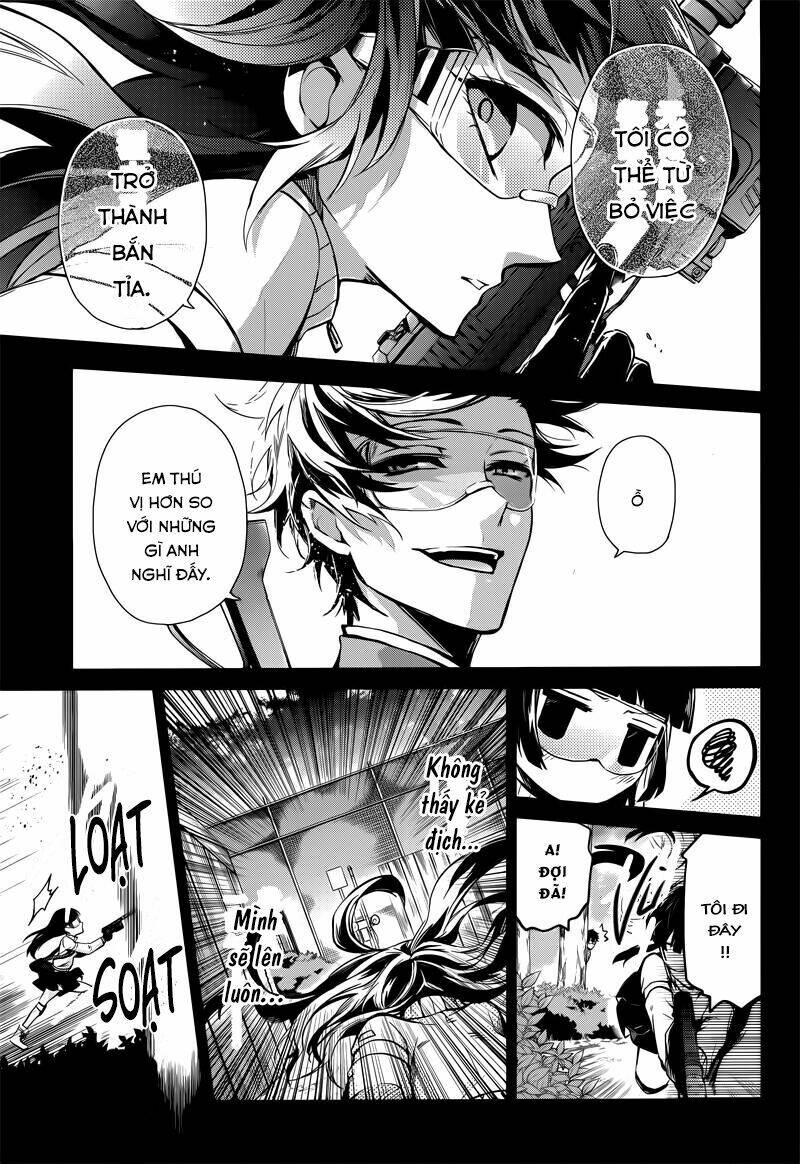 TÔI CÓ
THỂ TỪ
BỎ VIỆC
TRỞ
THÀNH
BẮN
TỈA.
Ồ
EM THÚ
VỊ HƠN SO
VỚI NHỮNG
GÌ ANH
NGHĨ ĐẤY.
TÔI ĐI
ĐÂY
!!
A!
ĐỢI
ĐÃ!
Không
thấy kẻ
địch...
Mình
sẽ lên
luôn...
LOẠT
SOẠT